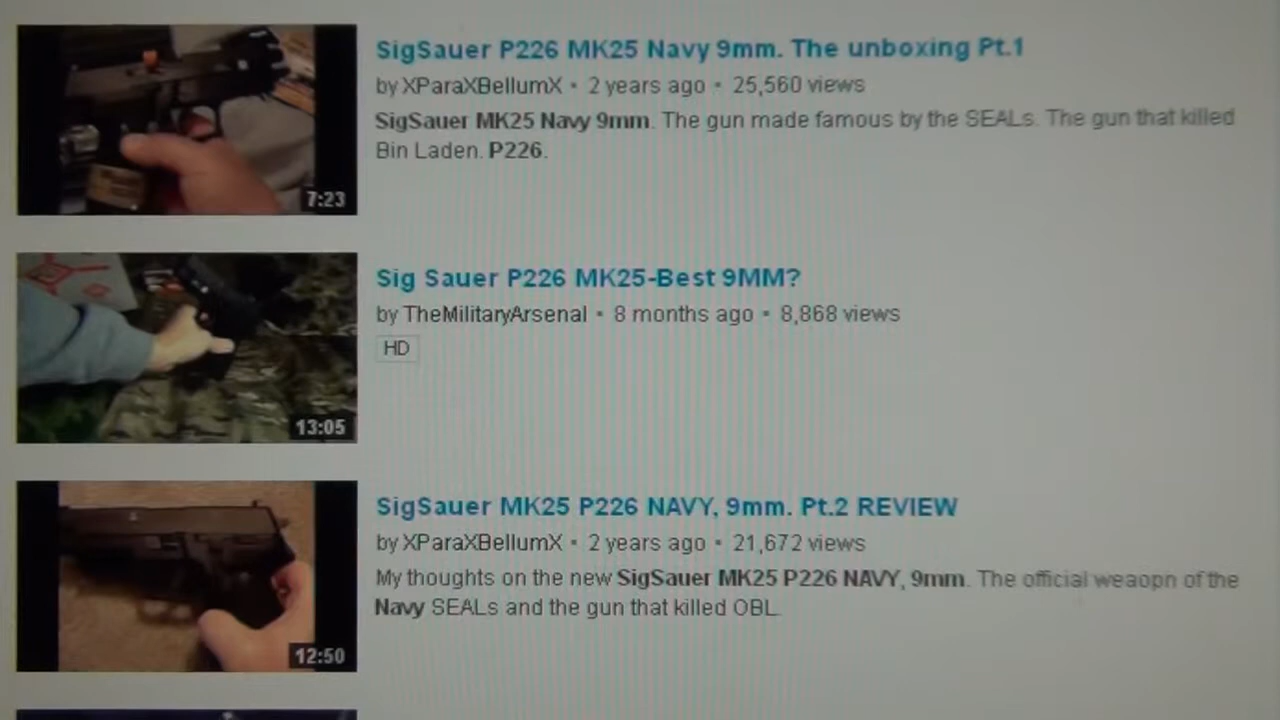 SigSauer P226 MK25 Navy 9mm. The unboxing Pt.1
by XParaXBellumX • 2 years ago • 25,560 views
SigSauer MK25 Navy 9mm. The gun made famous by the SEALs. The gun that killed
Bin Laden. P226.
7:23
Sig Sauer P226 MK25-Best 9MM?
by TheMilitaryArsenal • 8 months ago • 8,868 views
HD
13:05
SigSauer MK25 P226 NAVY, 9mm. Pt.2 REVIEW
by XParaXBellumX • 2 years ago • 21,672 views
My thoughts on the new SigSauer MK25 P226 NAVY, 9mm. The official weaopn of the
Navy SEALs and the gun that killed OBL.
12:50